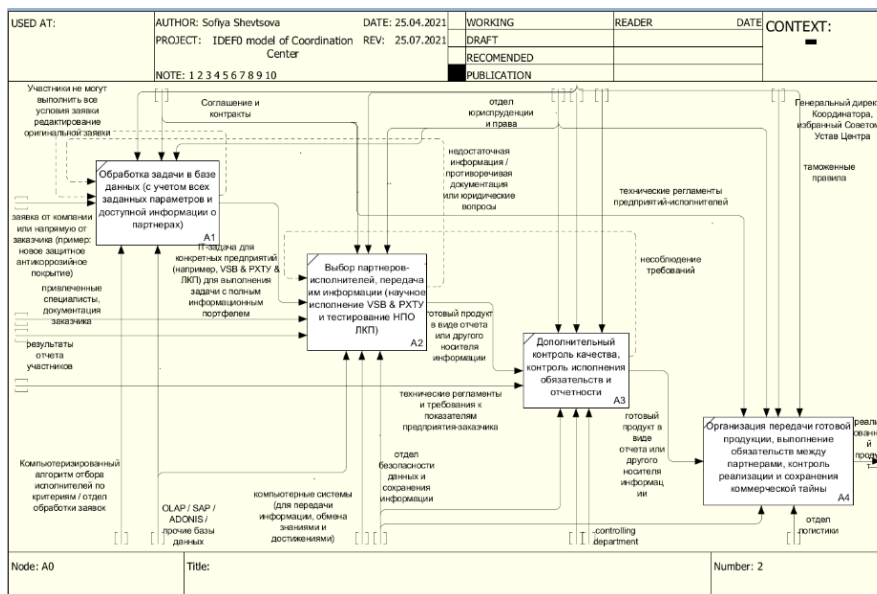 USED AT:
AUTHOR: Sofiya Shevtsova
DATE: 25.04.2021
PROJECT: IDEF0 model of Coordination
Center
REV: 25.07.2021
NOTE: 1 2 3 4 5 6 7 8 9 10
WORKING
DRAFT
RECOMENDED
PUBLICATION
READER
DATE
CONTEXT:
Участники не могут
выполнить все
условия заявки
редактирование
оригинальной заявки
Соглашение и
контракты
отдел
юриспруденции
и права
Генеральный дирек
Координатора,
избранный Советом
Устав Центра
недостаточная
информация /
противоречивая
документация
или юридические
вопросы
таможенные
правила
технические регламенты
предприятий-исполнителей
Обработка задачи в базе
данных (с учетом всех
заданных параметров и
доступной информации о
партнерах)
A1
заявка от компании
или напрямую от
заказчика (пример:
новое защитное
антикоррозийное
покрытие)
IT-задача для
конкретных предприятий
(например, VSB & РХТУ &
ЛКП) для выполнения
задачи с полным
информационным
портфелем
несоблюдение
требований
Выбор партнеров-
исполнителей, передача
им информации (научное
исполнение VSB & РХТУ
и тестирование НПО
ЛКП)
A2
привлеченные
специалисты,
документация
заказчика
результаты
отчета
участников
готовый продукт
в виде отчета
или другого
носителя
информации
Дополнительный
контроль качества,
контроль исполнения
обязательств и
отчетности
A3
технические регламенты
и требования к
показателям
предприятия-заказчика
готовый
продукт в
виде
отчета или
другого
носителя
информац
ии
Организация передачи готовой
продукции, выполнение
обязательств между
партнерами, контроль
реализации и сохранения
коммерческой тайны
A4
реали
ованн
й
проду
Компьютеризированный
алгоритм отбора
исполнителей по
критериям / отдел
обработки заявок
OLAP / SAP /
ADONIS /
прочие базы
данных
компьютерные системы
(для передачи
информации, обмена
знаниями и
достижениями)
отдел
безопасности
данных и
сохранения
информации
controlling
department
отдел
логистики
Node: A0
Title:
Number: 2